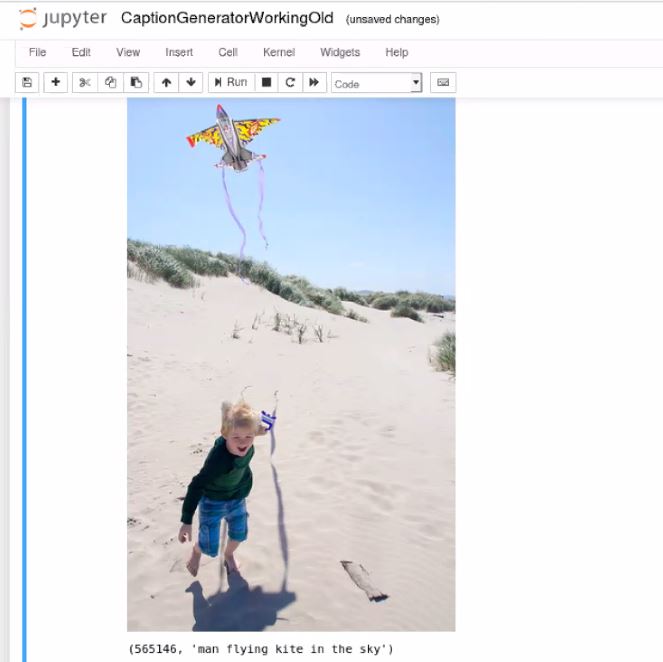 jupyter CaptionGeneratorWorkingOld (unsaved changes)
File Edit View Insert Cell Kernel Widgets Help
Run Code
(565146, 'man flying kite in the sky')